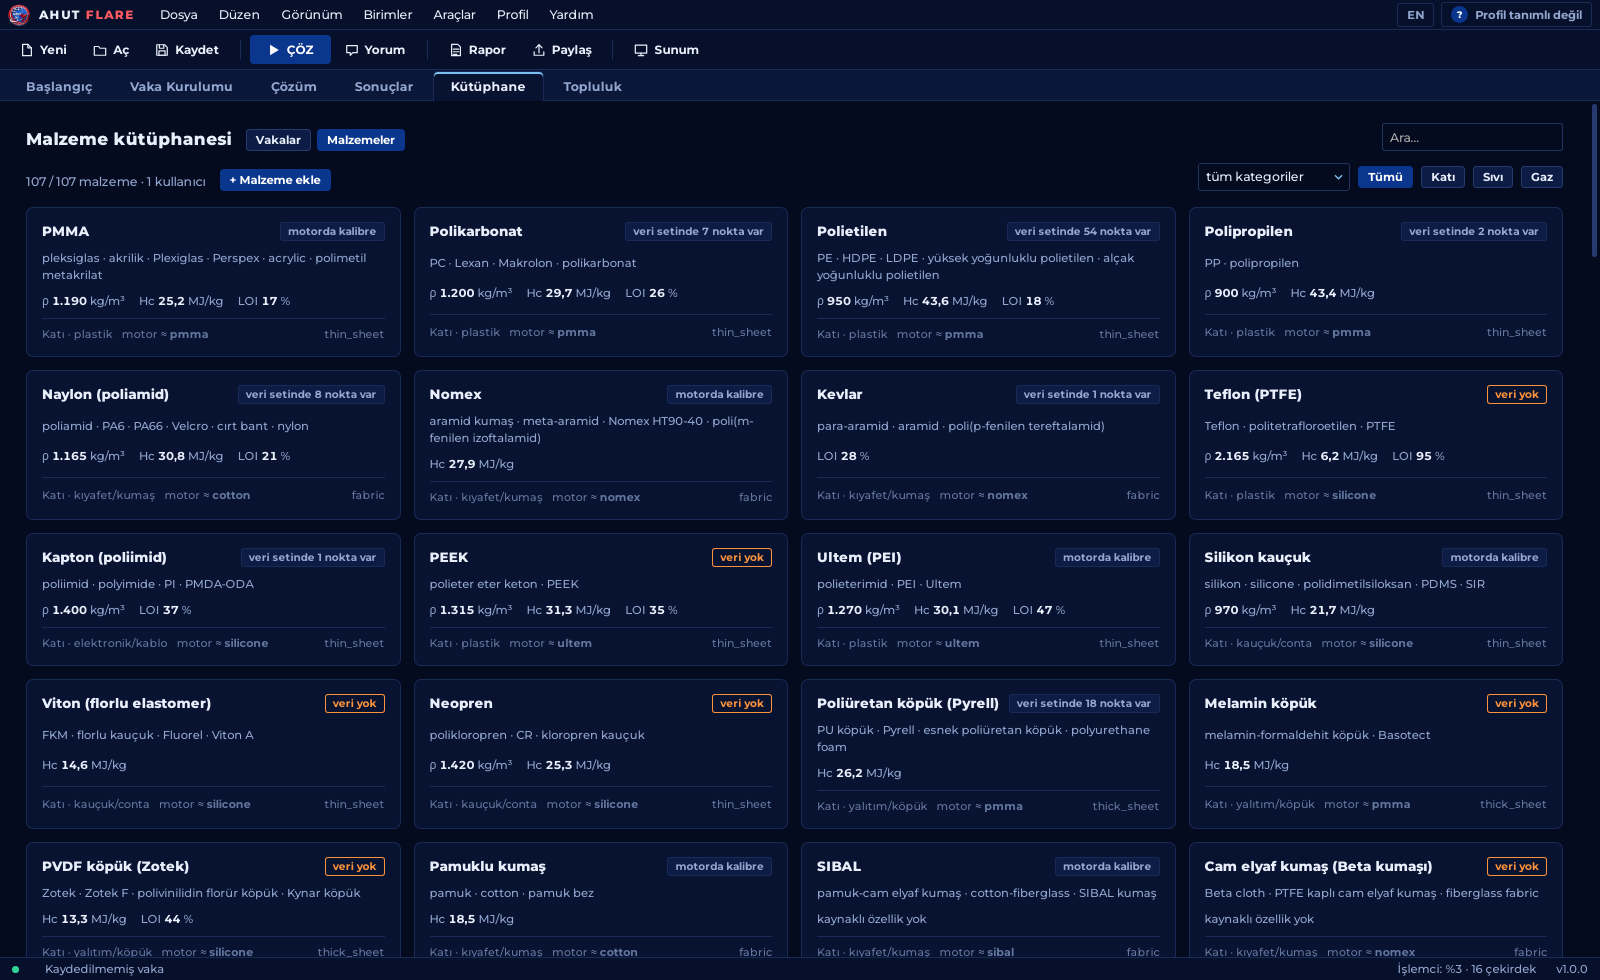 AHUT FLARE
Dosya Düzen Görünüm Birimler Araçlar Profil Yardım
EN ? Profil tanımlı değil
Yeni Aç Kaydet ÇÖZ Yorum Rapor Paylaş Sunum
Başlangıç Vaka Kurulumu Çözüm Sonuçlar Kütüphane Topluluk
Malzeme kütüphanesi Vakalar Malzemeler Ara...
107 / 107 malzeme · 1 kullanıcı + Malzeme ekle tüm kategoriler Tümü Katı Sıvı Gaz
PMMA motorda kalibre
pleksiglas · akrilik · Plexiglas · Perspex · acrylic · polimetil
metakrilat
ρ 1.190 kg/m³ Hc 25,2 MJ/kg LOI 17 %
Katı · plastik motor ≈ pmma thin_sheet
Polikarbonat veri setinde 7 nokta var
PC · Lexan · Makrolon · polikarbonat
ρ 1.200 kg/m³ Hc 29,7 MJ/kg LOI 26 %
Katı · plastik motor ≈ pmma thin_sheet
Polietilen veri setinde 54 nokta var
PE · HDPE · LDPE · yüksek yoğunluklu polietilen · alçak
yoğunluklu polietilen
ρ 950 kg/m³ Hc 43,6 MJ/kg LOI 18 %
Katı · plastik motor ≈ pmma thin_sheet
Polipropilen veri setinde 2 nokta var
PP · polipropilen
ρ 900 kg/m³ Hc 43,4 MJ/kg
Katı · plastik motor ≈ pmma thin_sheet
Naylon (poliamid) veri setinde 8 nokta var
poliamid · PA6 · PA66 · Velcro · cırt bant · nylon
ρ 1.165 kg/m³ Hc 30,8 MJ/kg LOI 21 %
Katı · kıyafet/kumaş motor ≈ cotton fabric
Nomex motorda kalibre
aramid kumaş · meta-aramid · Nomex HT90-40 · poli(m-
fenilen izoftalamid)
Hc 27,9 MJ/kg
Katı · kıyafet/kumaş motor ≈ nomex fabric
Kevlar veri setinde 1 nokta var
para-aramid · aramid · poli(p-fenilen tereftalamid)
LOI 28 %
Katı · kıyafet/kumaş motor ≈ nomex fabric
Teflon (PTFE) veri yok
Teflon · politetrafloroetilen · PTFE
ρ 2.165 kg/m³ Hc 6,2 MJ/kg LOI 95 %
Katı · plastik motor ≈ silicone thin_sheet
Kapton (poliimid) veri setinde 1 nokta var
poliimid · polyimide · PI · PMDA-ODA
ρ 1.400 kg/m³ LOI 37 %
Katı · elektronik/kablo motor ≈ silicone thin_sheet
PEEK veri yok
polieter eter keton · PEEK
ρ 1.315 kg/m³ Hc 31,3 MJ/kg LOI 35 %
Katı · plastik motor ≈ ultem thin_sheet
Ultem (PEI) motorda kalibre
polieterimid · PEI · Ultem
ρ 1.270 kg/m³ Hc 30,1 MJ/kg LOI 47 %
Katı · plastik motor ≈ ultem thin_sheet
Silikon kauçuk motorda kalibre
silikon · silicone · polidimetilsiloksan · PDMS · SIR
ρ 970 kg/m³ Hc 21,7 MJ/kg
Katı · kauçuk/conta motor ≈ silicone thin_sheet
Viton (florlu elastomer) veri yok
FKM · florlu kauçuk · Fluorel · Viton A
Hc 14,6 MJ/kg
Katı · kauçuk/conta motor ≈ silicone thin_sheet
Neopren veri yok
polikloropren · CR · kloropren kauçuk
ρ 1.420 kg/m³ Hc 25,3 MJ/kg
Katı · kauçuk/conta motor ≈ silicone thin_sheet
Poliüretan köpük (Pyrell) veri setinde 18 nokta var
PU köpük · Pyrell · esnek poliüretan köpük · polyurethane
foam
Hc 26,2 MJ/kg
Katı · yalıtım/köpük motor ≈ pmma thick_sheet
Melamin köpük veri yok
melamin-formaldehit köpük · Basotect
Hc 18,5 MJ/kg
Katı · yalıtım/köpük motor ≈ pmma thick_sheet
PVDF köpük (Zotek) veri yok
Zotek · Zotek F · polivinilidin florür köpük · Kynar köpük
Hc 13,3 MJ/kg LOI 44 %
Katı · yalıtım/köpük motor ≈ silicone thick_sheet
Pamuklu kumaş motorda kalibre
pamuk · cotton · pamuk bez
Hc 18,5 MJ/kg
Katı · kıyafet/kumaş motor ≈ cotton fabric
SIBAL motorda kalibre
pamuk-cam elyaf kumaş · cotton-fiberglass · SIBAL kumaş
kaynaklı özellik yok
Katı · kıyafet/kumaş motor ≈ sibal fabric
Cam elyaf kumaş (Beta kumaşı) veri yok
Beta cloth · PTFE kaplı cam elyaf kumaş · fiberglass fabric
kaynaklı özellik yok
Katı · kıyafet/kumaş motor ≈ nomex fabric
Kaydedilmemiş vaka İşlemci: %3 · 16 çekirdek v1.0.0